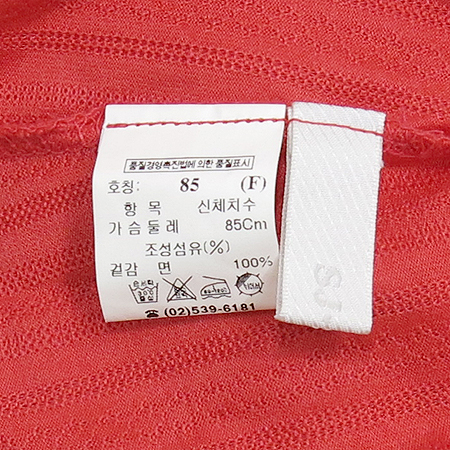 품질경영촉진법에 의한 품질표시
호칭: 85 (F)
항 목 신체치수
가슴둘레 85Cm
조성섬유(%)
겉감 면 100%
☎ (02)539-6181
S